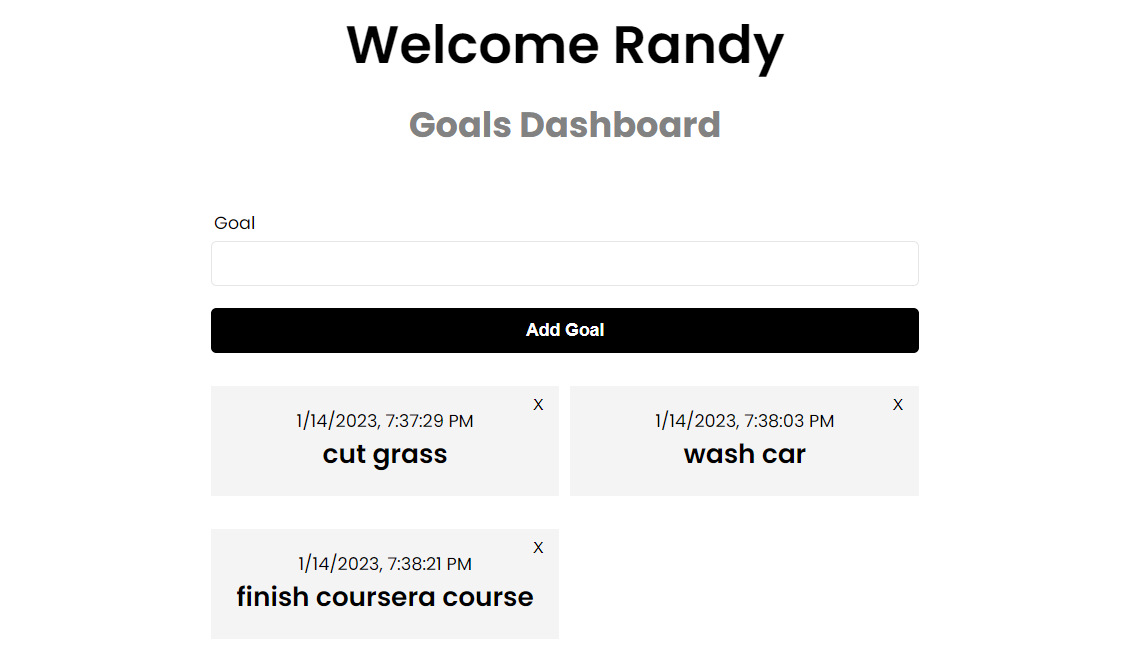 Welcome Randy
Goals Dashboard
Goal
Add Goal
X
1/14/2023, 7:37:29 PM
cut grass
X
1/14/2023, 7:38:03 PM
wash car
X
1/14/2023, 7:38:21 PM
finish coursera course